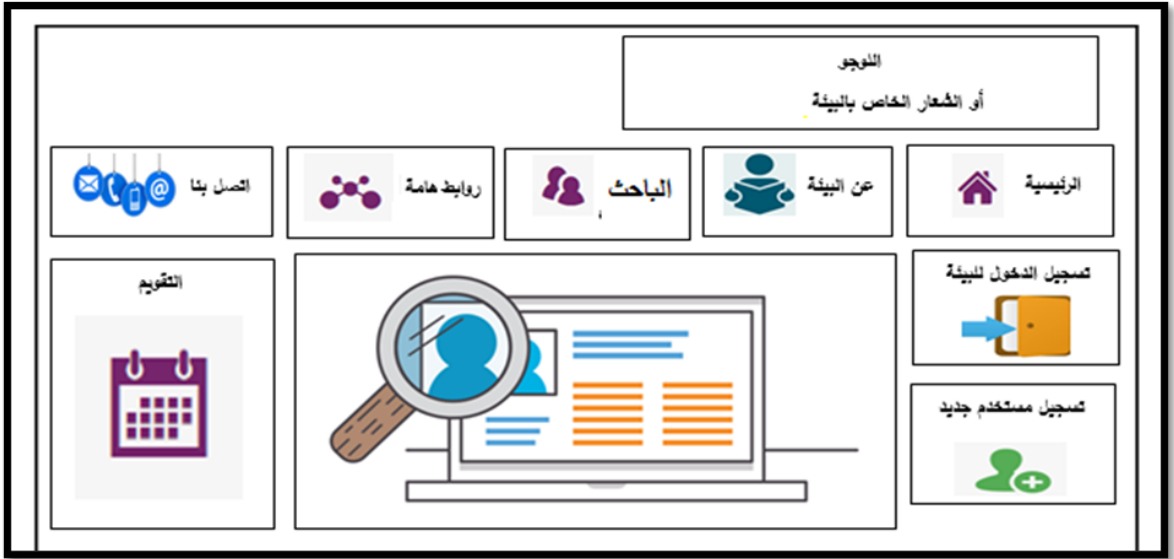 اللوجو
أو الشعار الخاص بالبيئة
الرئيسية
عن البيئة
الباحث
روابط هامة
اتصل بنا
تسجيل الدخول للبيئة
التقويم
تسجيل مستخدم جديد